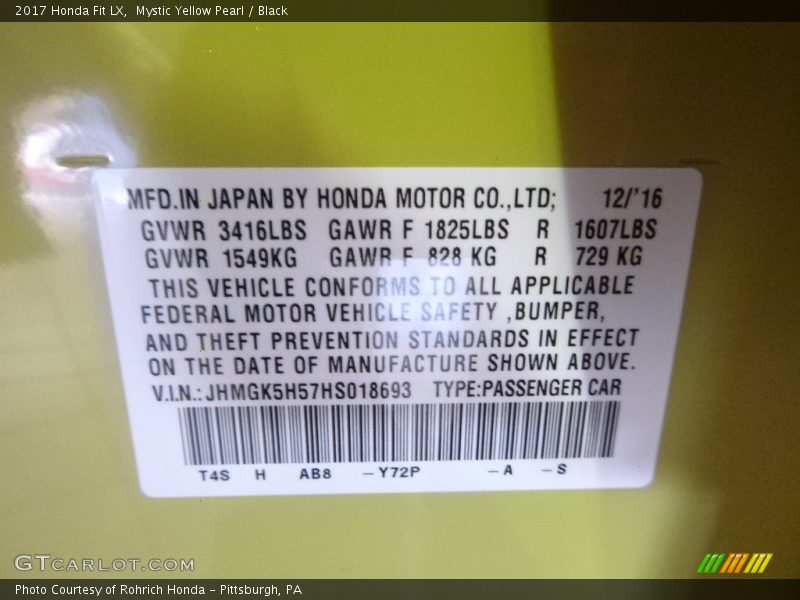 2017 Honda Fit LX,  Mystic Yellow Pearl / Black
MFD.IN JAPAN BY HONDA MOTOR CO.,LTD; 12/'16
GVWR 3416LBS GAWR F 1825LBS R 1607LBS
GVWR 1549KG GAWR F 828 KG R 729 KG
THIS VEHICLE CONFORMS TO ALL APPLICABLE
FEDERAL MOTOR VEHICLE SAFETY ,BUMPER,
AND THEFT PREVENTION STANDARDS IN EFFECT
ON THE DATE OF MANUFACTURE SHOWN ABOVE.
V.I.N.:JHMGK5H57HS018693 TYPE:PASSENGER CAR
T4S H AB8 -Y72P -A -S
GTCARLOT.COM
Photo Courtesy of Rohrich Honda - Pittsburgh, PA